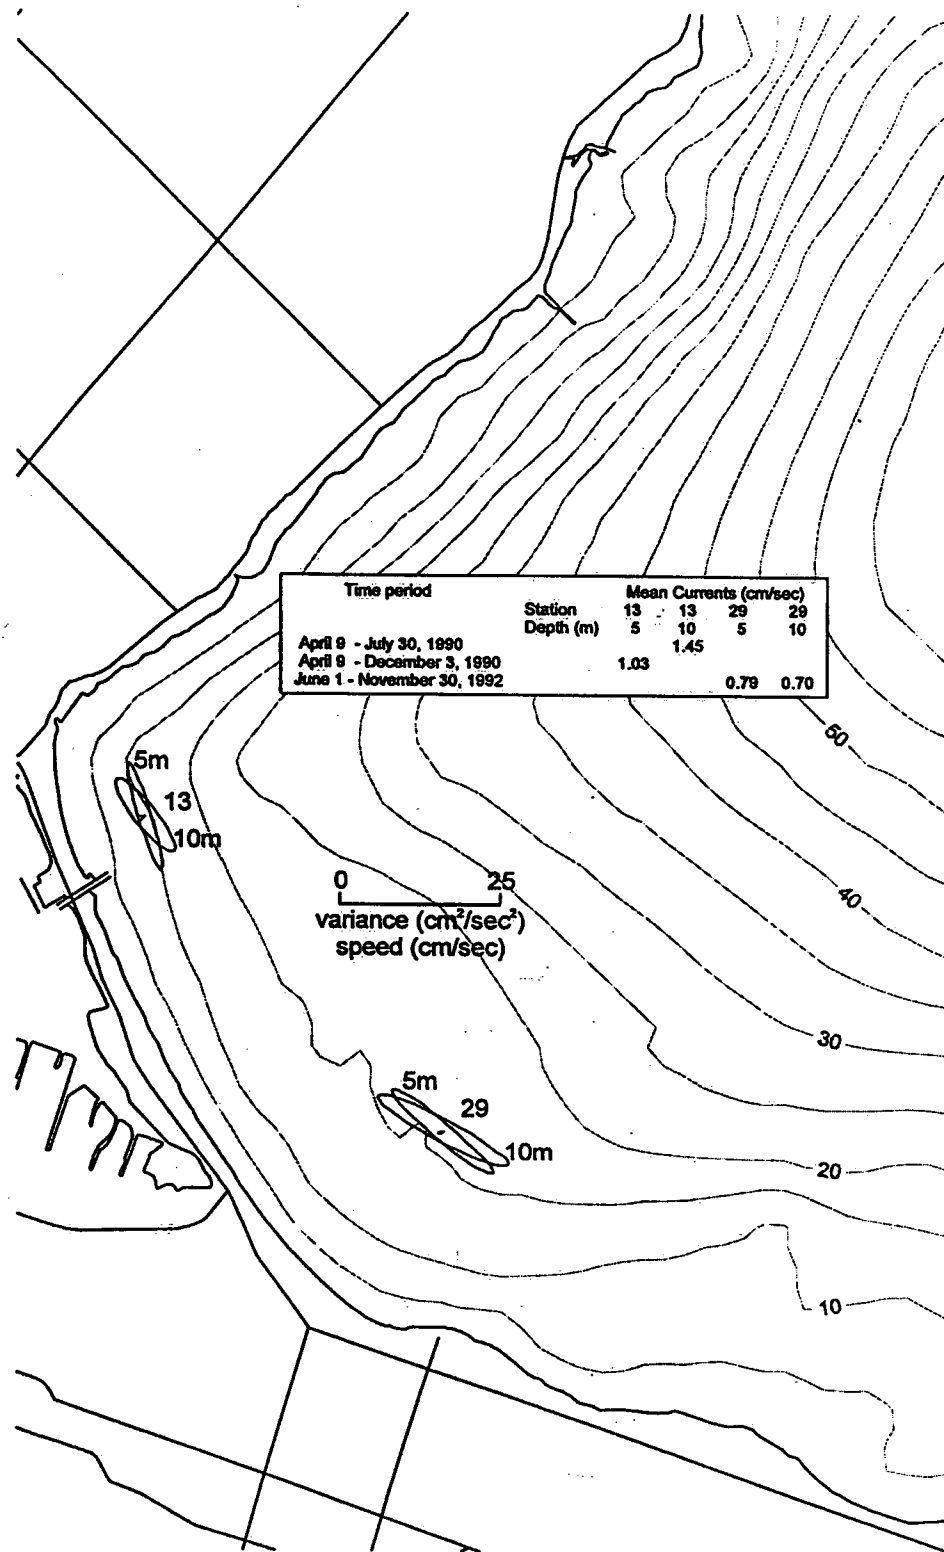 Time period Mean Currents (cm/sec)
Station 13 13 29 29
Depth (m) 5 10 5 10
April 9 - July 30, 1990 1.45
April 9 - December 3, 1990 1.03
June 1 - November 30, 1992 0.79 0.70
50
5m
13
10m
0 25
variance (cm²/sec²)
speed (cm/sec)
40
30
5m
29
10m
20
10